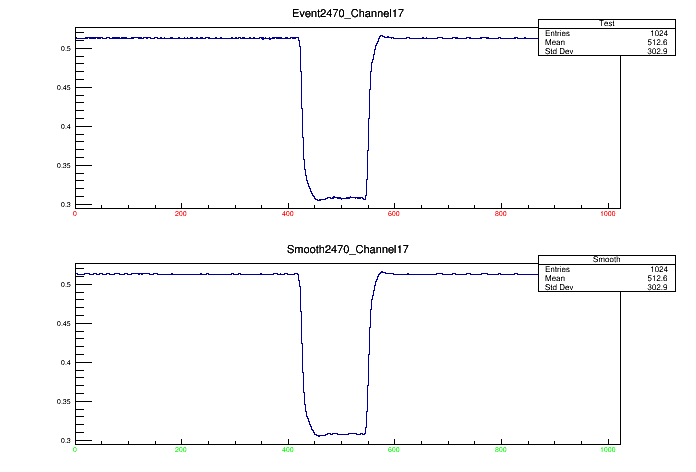 Event2470_Channel17
Test
Entries 1024
Mean 512.6
Std Dev 302.9
0.5
0.45
0.4
0.35
0.3
0 200 400 600 800 1000
Smooth2470_Channel17
Smooth
Entries 1024
Mean 512.6
Std Dev 302.9
0.5
0.45
0.4
0.35
0.3
0 200 400 600 800 1000